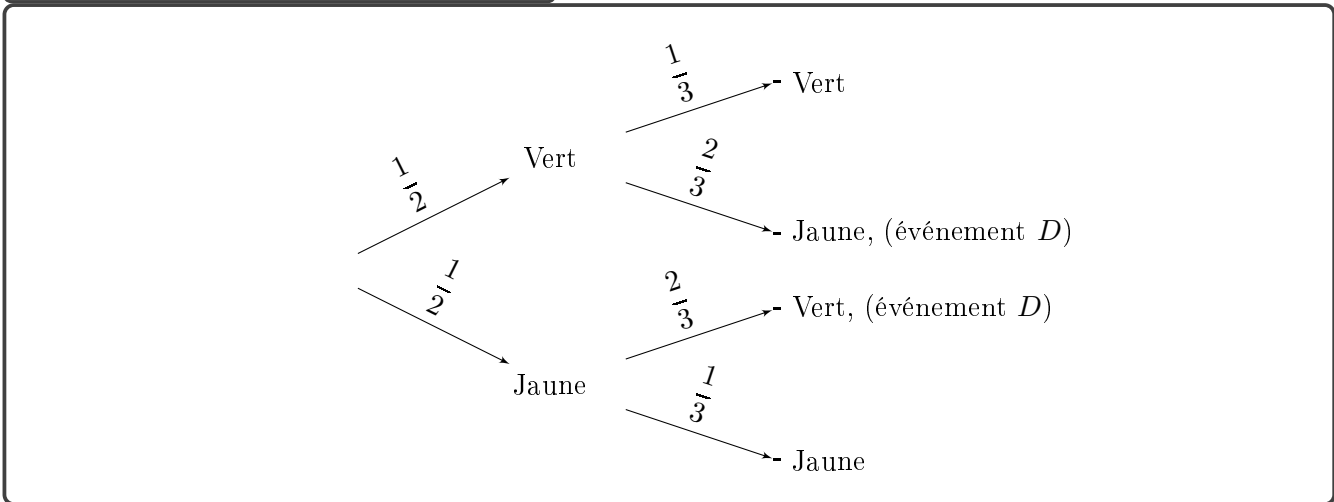 1/3
- Vert
1/2
Vert
2/3
- Jaune, (événement D)
1/2
2/3
- Vert, (événement D)
Jaune
1/3
- Jaune